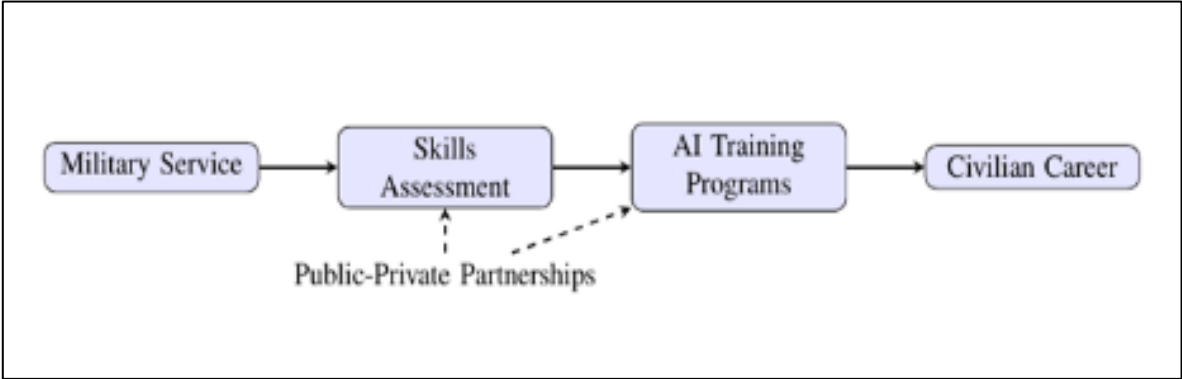 Military Service
Skills
Assessment
AI Training
Programs
Civilian Career
Public-Private Partnerships